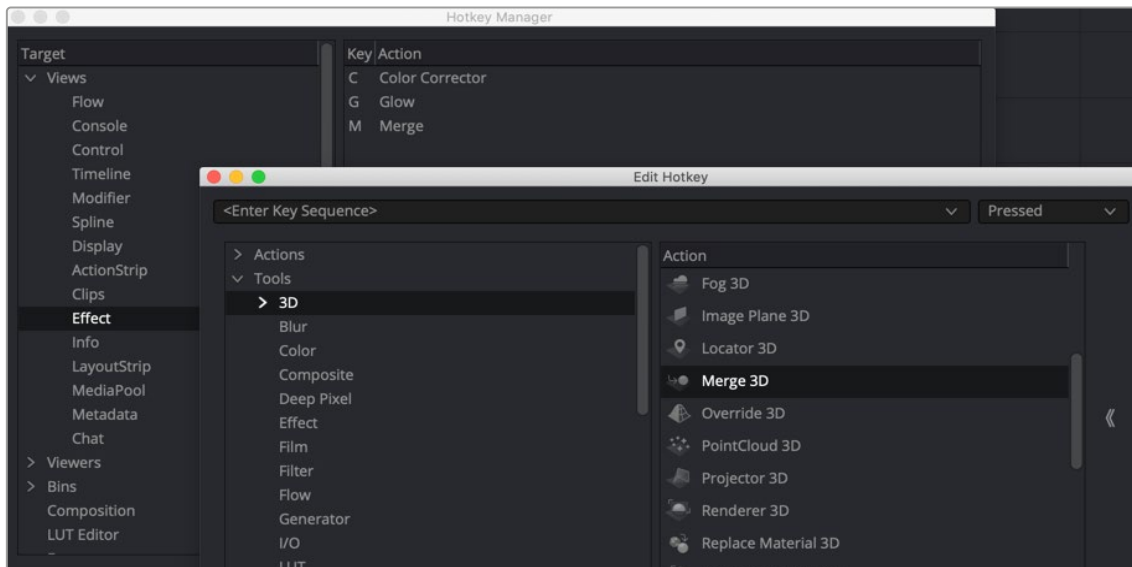 Hotkey Manager
Target
Key Action
Views
Flow
Console
Control
Timeline
Modifier
Spline
Display
ActionStrip
Clips
Effect
Info
LayoutStrip
MediaPool
Metadata
Chat
Viewers
Bins
Composition
LUT Editor
C Color Corrector
G Glow
M Merge
Edit Hotkey
<Enter Key Sequence>
Pressed
Actions
Tools
3D
Blur
Color
Composite
Deep Pixel
Effect
Film
Filter
Flow
Generator
I/O
LUT
Action
Fog 3D
Image Plane 3D
Locator 3D
Merge 3D
Override 3D
PointCloud 3D
Projector 3D
Renderer 3D
Replace Material 3D